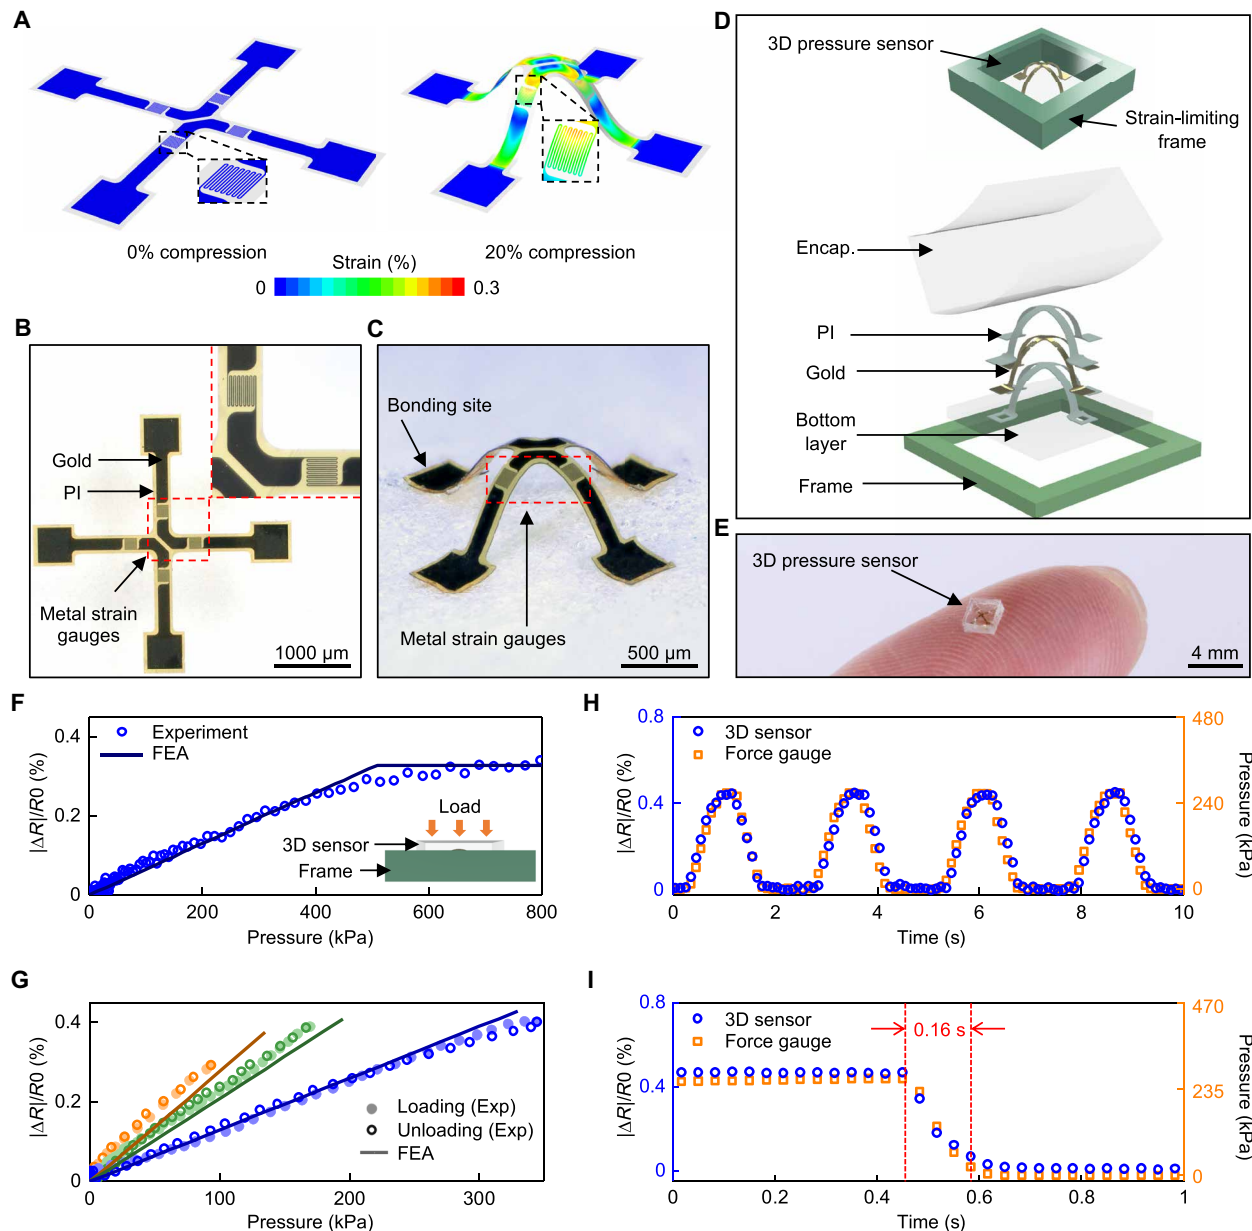 A
0% compression
20% compression
Strain (%)
0
0.3
B
Gold
PI
Metal strain
gauges
1000 µm
C
Bonding site
Metal strain gauges
500 µm
D
3D pressure sensor
Strain-limiting
frame
Encap.
PI
Gold
Bottom
layer
Frame
E
3D pressure sensor
4 mm
F
|ΔR|/R0 (%)
0.4
0.2
0
Experiment
FEA
Load
3D sensor
Frame
0 200 400 600 800
Pressure (kPa)
G
|ΔR|/R0 (%)
0.4
0.2
0
Loading (Exp)
Unloading (Exp)
FEA
0 100 200 300
Pressure (kPa)
H
|ΔR|/R0 (%)
0.8
0.4
0
3D sensor
Force gauge
480
240
0
Pressure (kPa)
0 2 4 6 8 10
Time (s)
I
|ΔR|/R0 (%)
0.8
0.4
0
3D sensor
Force gauge
0.16 s
470
235
0
Pressure (kPa)
0 0.2 0.4 0.6 0.8 1
Time (s)